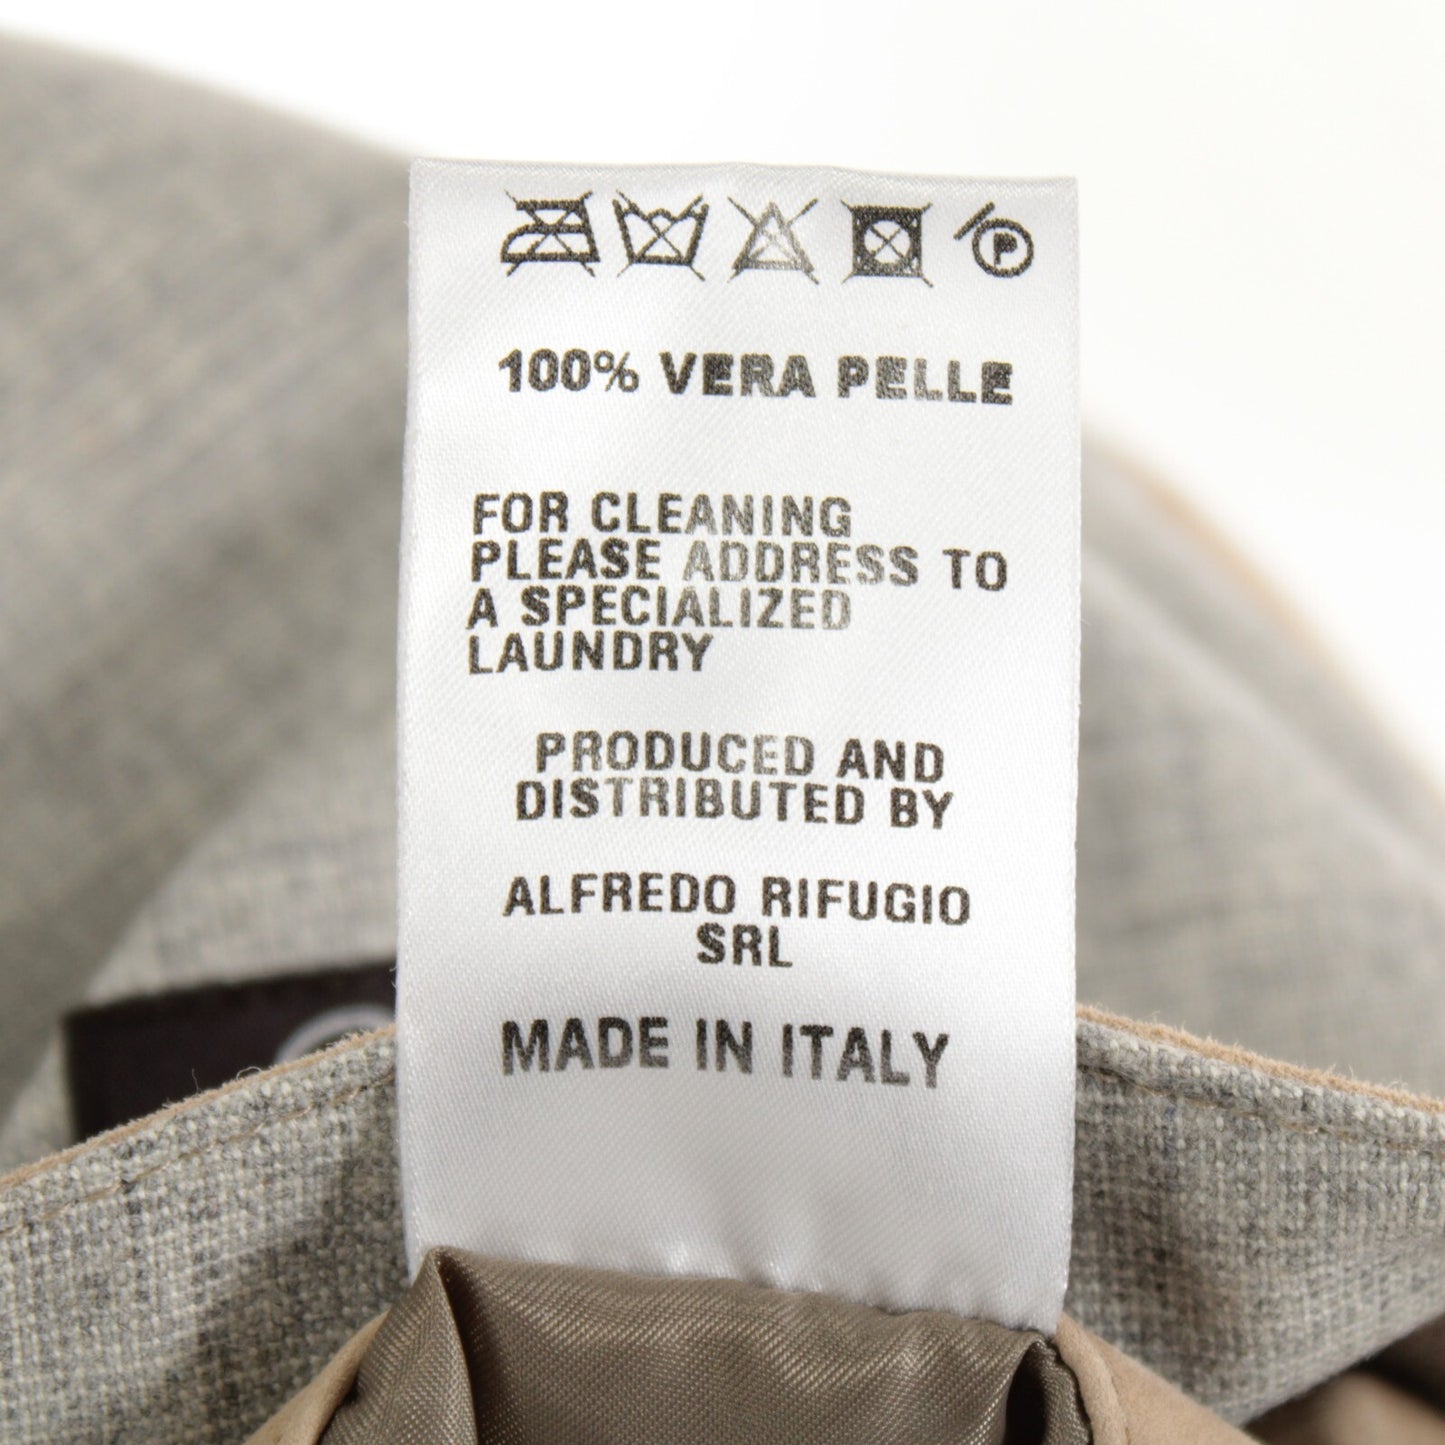 P
100% VERA PELLE
FOR CLEANING
PLEASE ADDRESS TO
A SPECIALIZED
LAUNDRY
PRODUCED AND
DISTRIBUTED BY
ALFREDO RIFUGIO
SRL
MADE IN ITALY